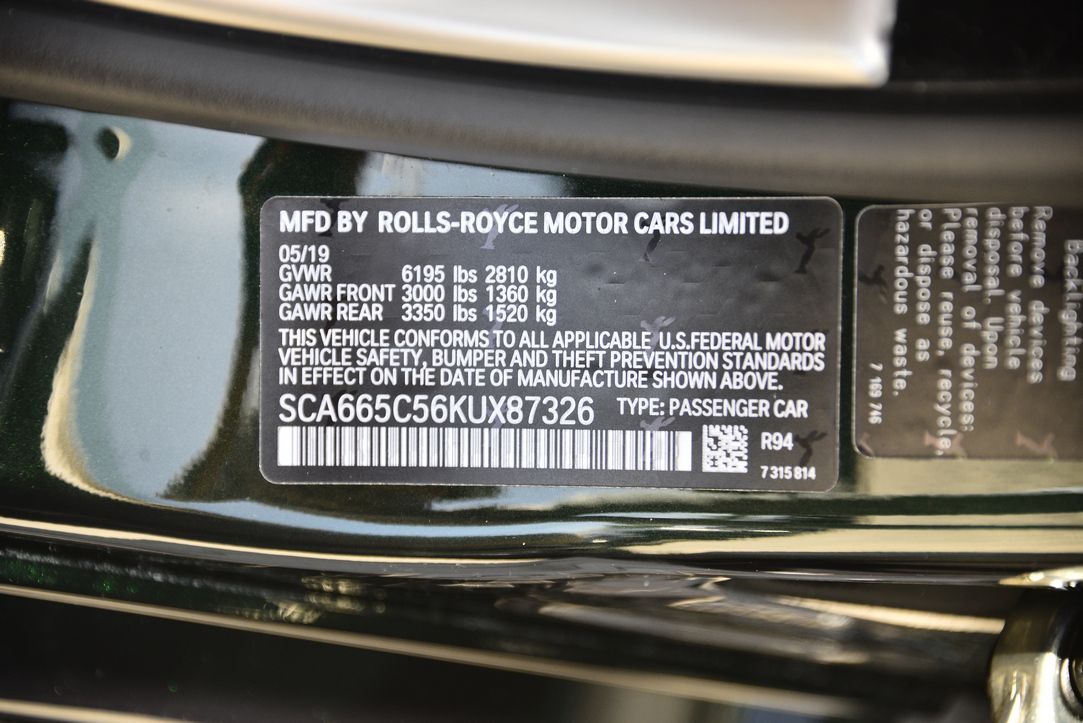 MFD BY ROLLS-ROYCE MOTOR CARS LIMITED
05/19
GVWR 6195 lbs 2810 kg
GAWR FRONT 3000 lbs 1360 kg
GAWR REAR 3350 lbs 1520 kg
THIS VEHICLE CONFORMS TO ALL APPLICABLE U.S.FEDERAL MOTOR
VEHICLE SAFETY, BUMPER AND THEFT PREVENTION STANDARDS
IN EFFECT ON THE DATE OF MANUFACTURE SHOWN ABOVE.
SCA665C56KUX87326 TYPE: PASSENGER CAR
R94
7 315 814
Backlighting
Remove devices
before vehicle
disposal. Upon
removal of devices:
Please reuse, recycle,
or dispose as
hazardous waste.
7 169 746